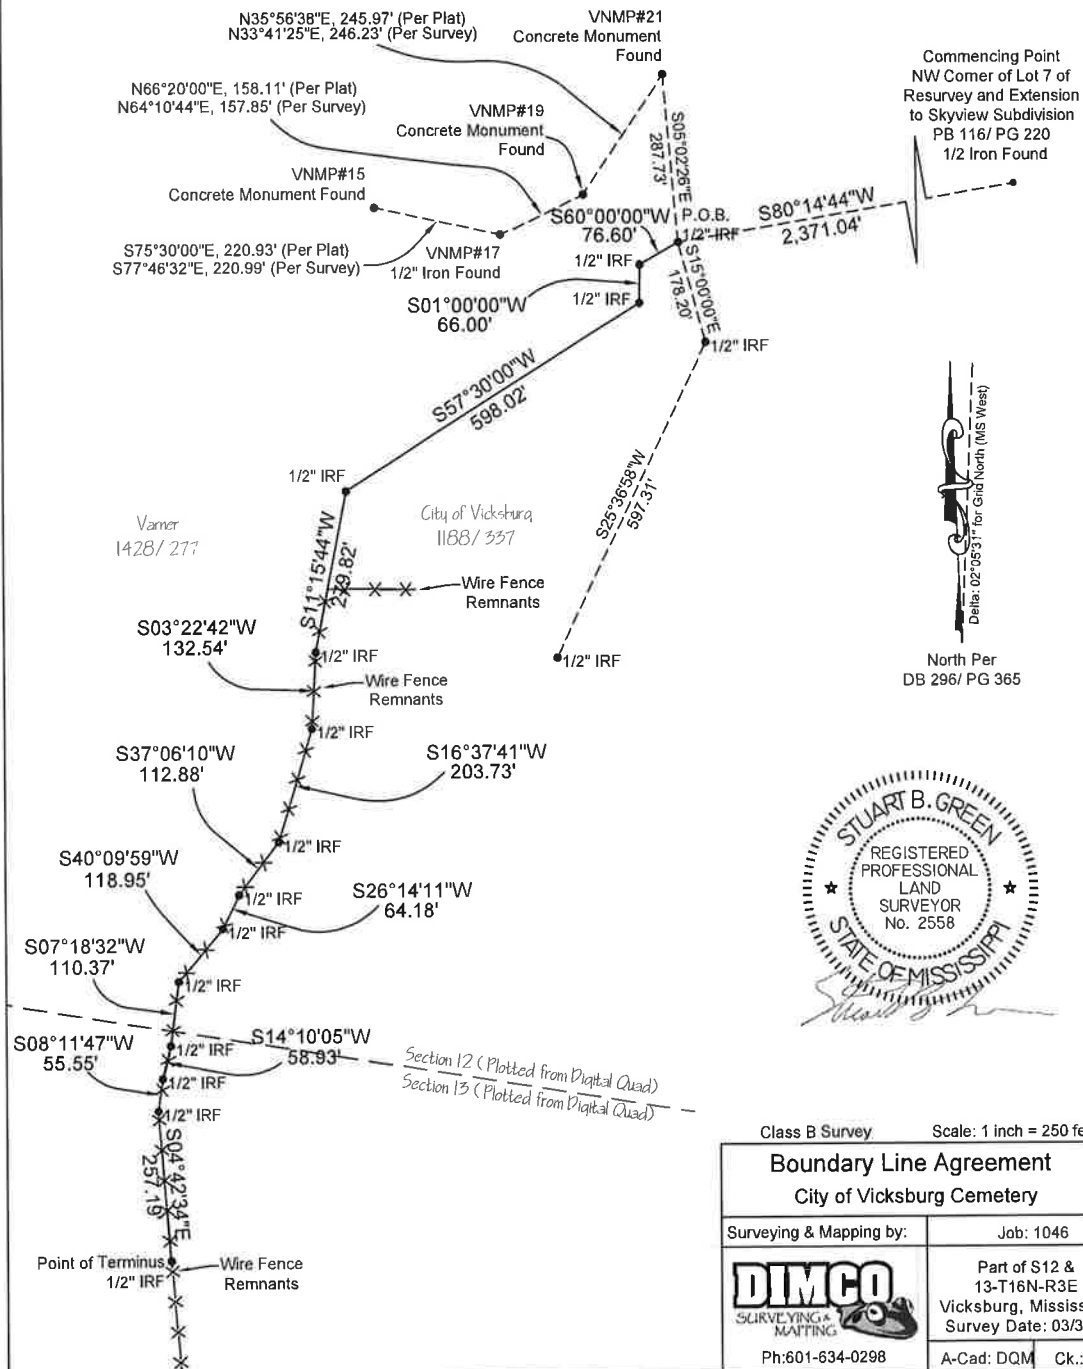 N35°56'38"E, 245.97' (Per Plat)
N33°41'25"E, 246.23' (Per Survey)
VNMP#21
Concrete Monument
Found
Commencing Point
NW Corner of Lot 7 of
Resurvey and Extension
to Skyview Subdivision
PB 116/ PG 220
1/2 Iron Found
N66°20'00"E, 158.11' (Per Plat)
N64°10'44"E, 157.85' (Per Survey)
VNMP#19
Concrete Monument
Found
S05°02'26"E
287.73'
VNMP#15
Concrete Monument Found
S60°00'00"W
76.60'
P.O.B.
1/2" IRF
S80°14'44"W
2,371.04'
S75°30'00"E, 220.93' (Per Plat)
S77°46'32"E, 220.99' (Per Survey)
VNMP#17
1/2" Iron Found
1/2" IRF
S15°00'00"E
178.20'
S01°00'00"W
66.00'
1/2" IRF
1/2" IRF
S57°30'00"W
598.02'
1/2" IRF
S25°36'58"W
597.31'
Delta: 02°05'31" for Grid North (MS West)
Varner
1428/ 277
City of Vicksburg
1188/ 337
S11°15'44"W
279.82'
Wire Fence
Remnants
S03°22'42"W
132.54'
1/2" IRF
1/2" IRF
Wire Fence
Remnants
North Per
DB 296/ PG 365
1/2" IRF
S37°06'10"W
112.88'
S16°37'41"W
203.73'
1/2" IRF
STUART B. GREEN
REGISTERED
PROFESSIONAL
LAND
SURVEYOR
No. 2558
STATE OF MISSISSIPPI
S40°09'59"W
118.95'
1/2" IRF
S26°14'11"W
64.18'
1/2" IRF
S07°18'32"W
110.37'
1/2" IRF
S08°11'47"W
55.55'
1/2" IRF
S14°10'05"W
58.93'
Section 12 ( Plotted from Digital Quad)
Section 13 ( Plotted from Digital Quad)
1/2" IRF
1/2" IRF
S04°42'34"E
257.19'
Point of Terminus
1/2" IRF
Wire Fence
Remnants
Class B Survey
Scale: 1 inch = 250 fe
Boundary Line Agreement
City of Vicksburg Cemetery
Surveying & Mapping by:
Job: 1046
DIMCO
SURVEYING &
MAPPING
Part of S12 &
13-T16N-R3E
Vicksburg, Mississ
Survey Date: 03/3
Ph:601-634-0298
A-Cad: DQM
Ck.: